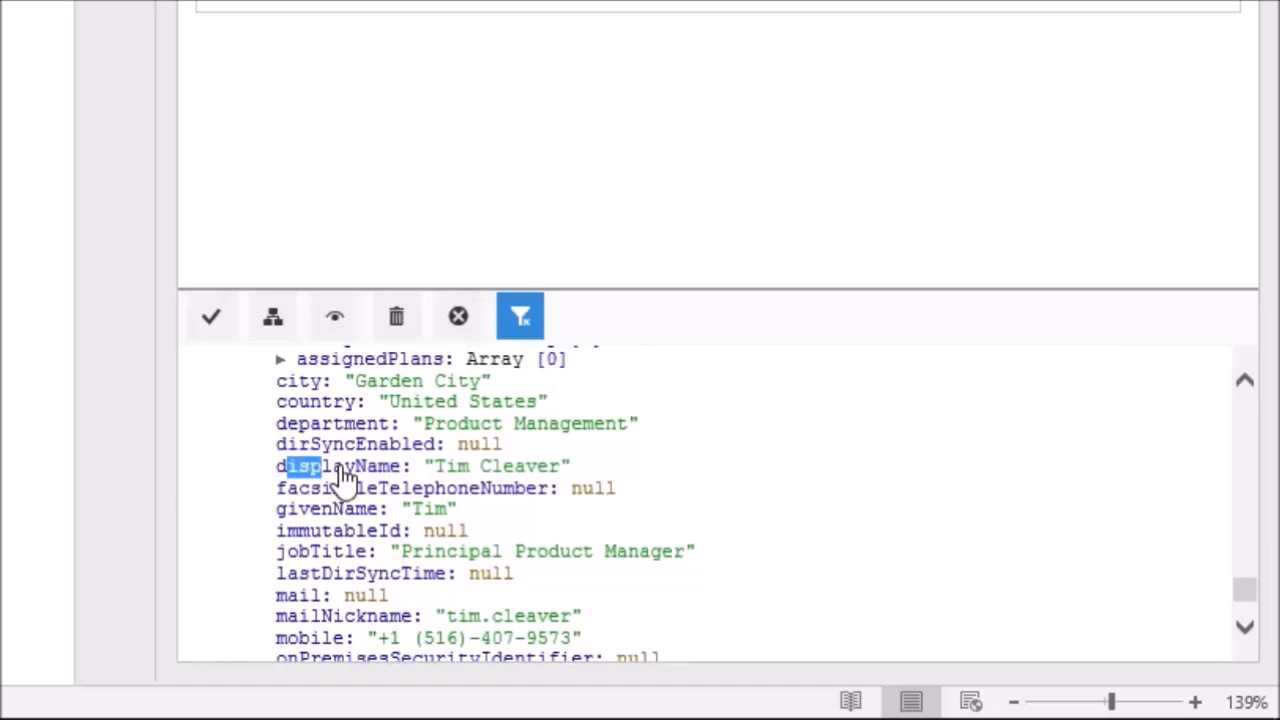 ▶ assignedPlans: Array [0]
city: "Garden City"
country: "United States"
department: "Product Management"
dirSyncEnabled: null
displayName: "Tim Cleaver"
facsimileTelephoneNumber: null
givenName: "Tim"
immutableId: null
jobTitle: "Principal Product Manager"
lastDirSyncTime: null
mail: null
mailNickname: "tim.cleaver"
mobile: "+1 (516)-407-9573"
onPremisesSecurityIdentifier: null
139%